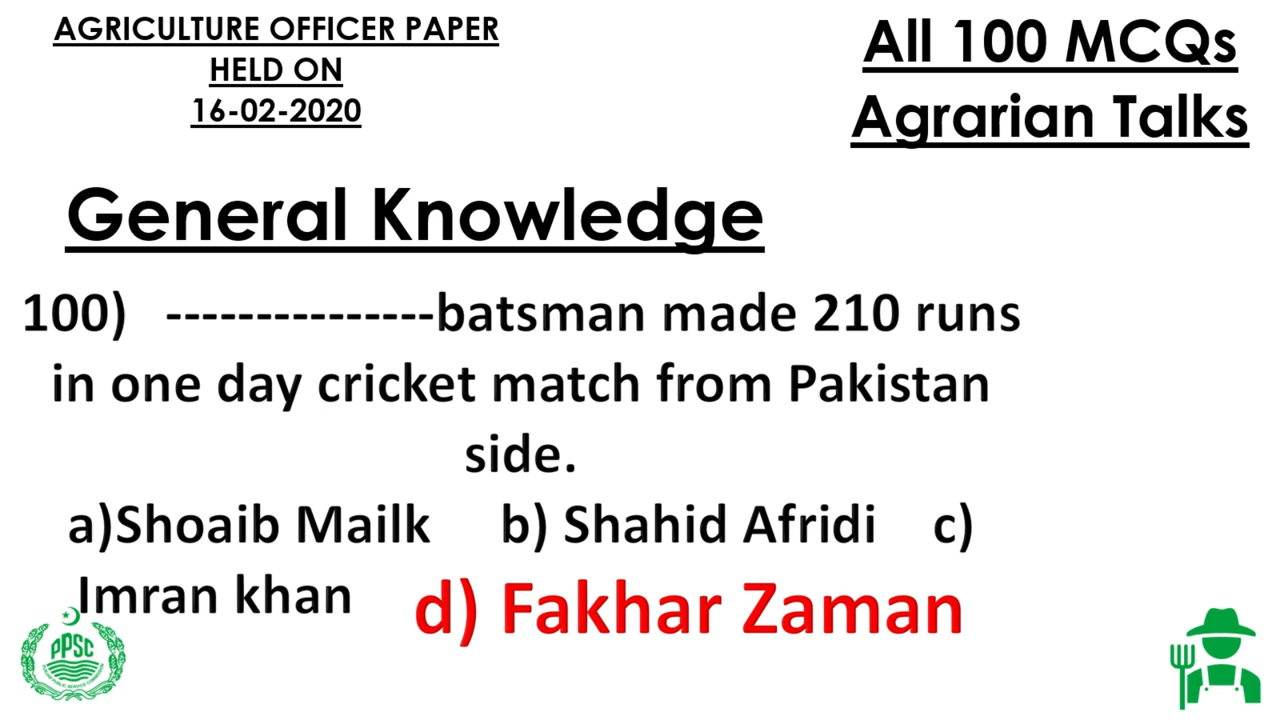 AGRICULTURE OFFICER PAPER
HELD ON
16-02-2020
All 100 MCQs
Agrarian Talks
General Knowledge
100) ---------------batsman made 210 runs
in one day cricket match from Pakistan
side.
a)Shoaib Mailk b) Shahid Afridi c)
Imran khan d) Fakhar Zaman
PPSC